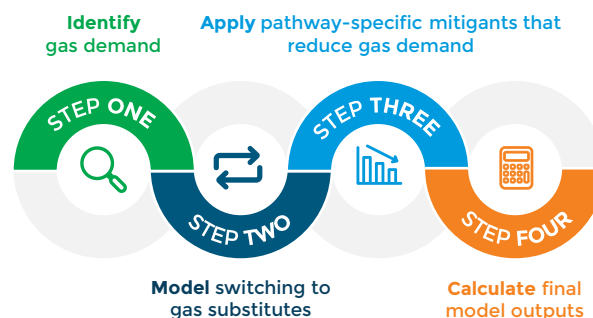 Identify
gas demand
Apply pathway-specific mitigants that
reduce gas demand
STEP ONE
STEP TWO
STEP THREE
STEP FOUR
Model switching to
gas substitutes
Calculate final
model outputs